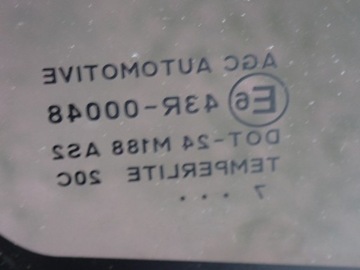 AGC AUTOMOTIVE
E6 43R-00048
DOT-24 M188 AS2
TEMPERLITE 20C
7 . . .